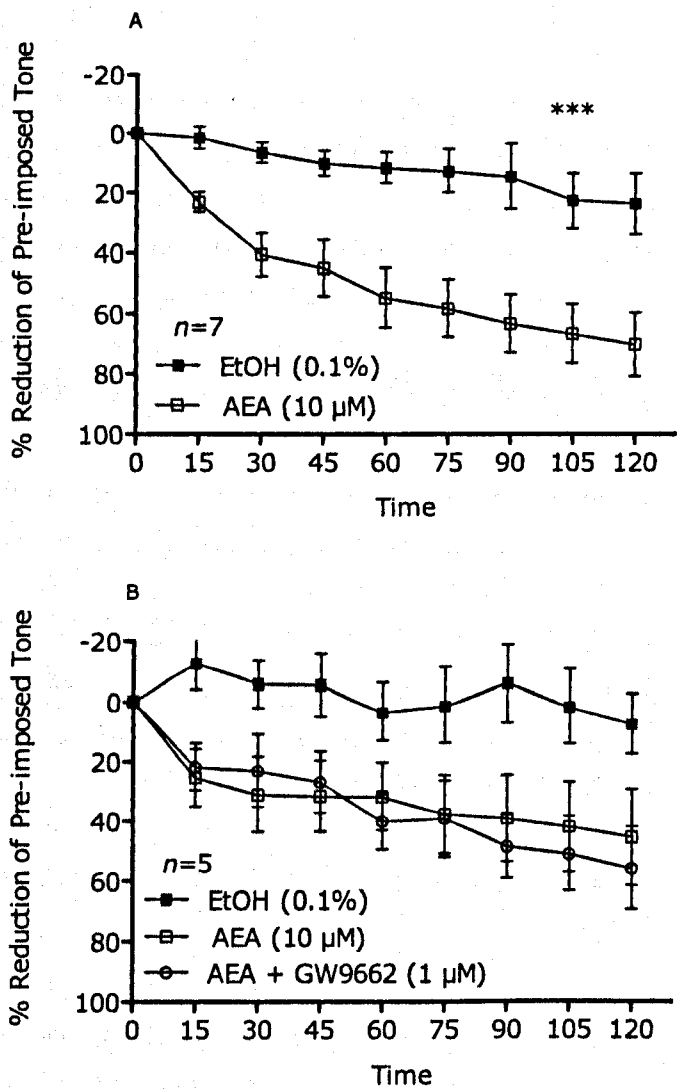 A
% Reduction of Pre-imposed Tone
-20
0
20
40
60
80
100
***
n=7
EtOH (0.1%)
AEA (10 µM)
0 15 30 45 60 75 90 105 120
Time
B
% Reduction of Pre-imposed Tone
-20
0
20
40
60
80
100
n=5
EtOH (0.1%)
AEA (10 µM)
AEA + GW9662 (1 µM)
0 15 30 45 60 75 90 105 120
Time